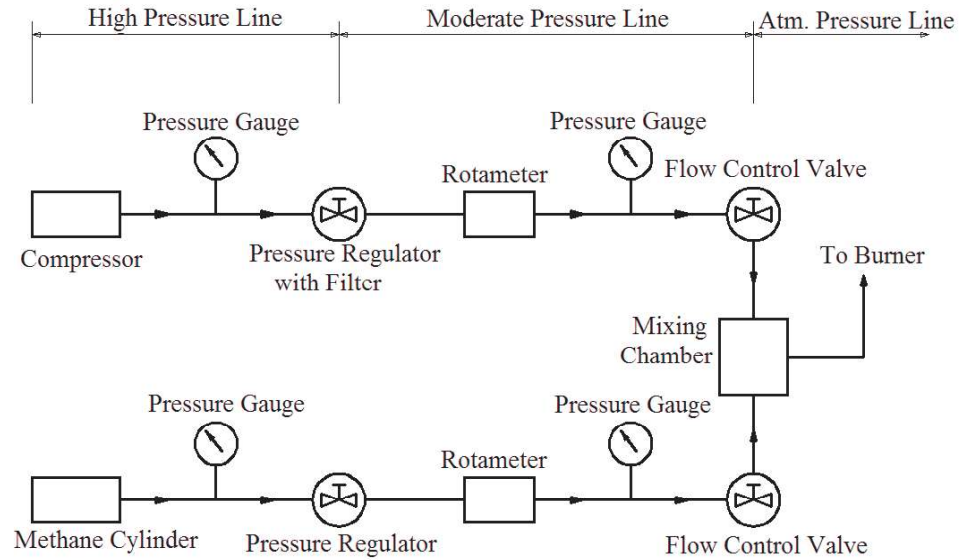 High Pressure Line
Moderate Pressure Line
Atm. Pressure Line
Pressure Gauge
Pressure Gauge
Flow Control Valve
Rotameter
Compressor
Pressure Regulator
with Filter
To Burner
Mixing
Chamber
Pressure Gauge
Pressure Gauge
Rotameter
Methane Cylinder
Pressure Regulator
Flow Control Valve